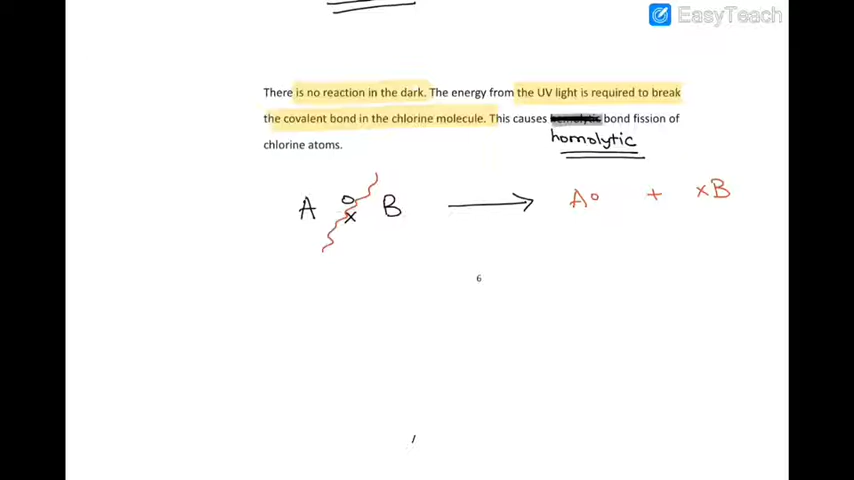 EasyTeach
There is no reaction in the dark. The energy from the UV light is required to break
the covalent bond in the chlorine molecule. This causes bond fission of
homolytic
chlorine atoms.
A o x B → A o + x B
6